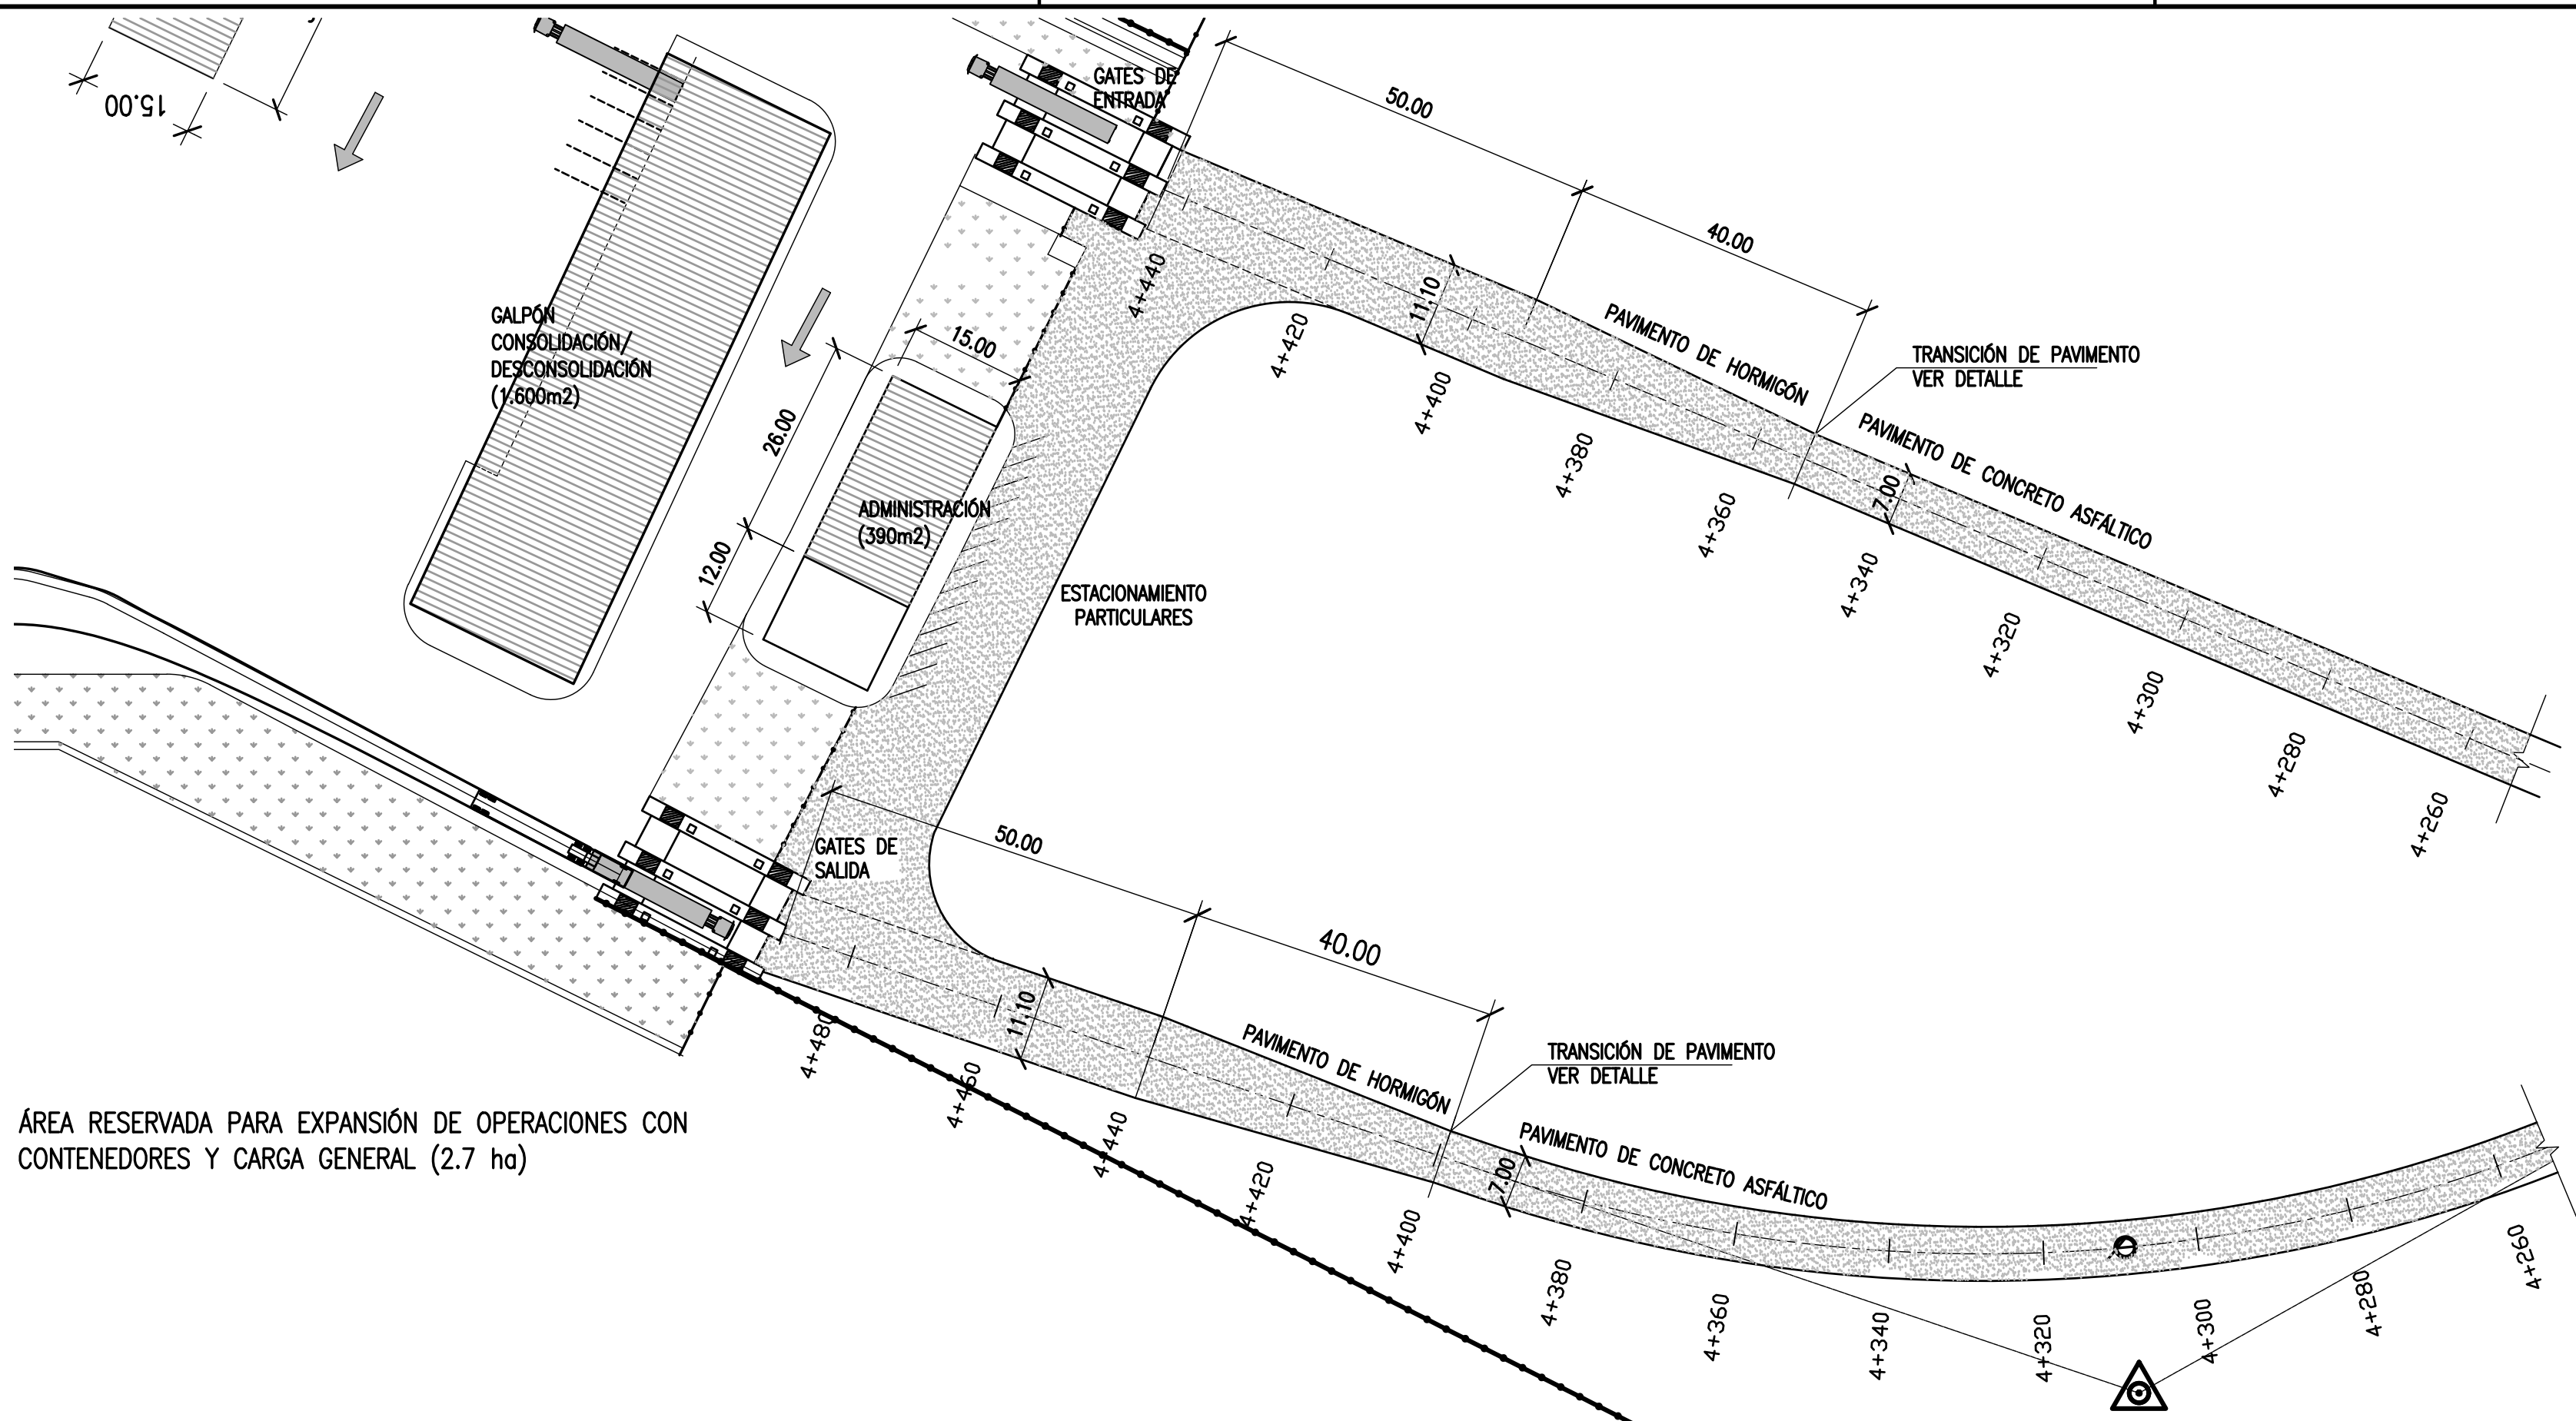 15.00
GATES DE
ENTRADA
50.00
40.00
11.10
4+440
4+420
4+400
4+380
4+360
4+340
4+320
4+300
4+280
4+260
PAVIMENTO DE HORMIGÓN
TRANSICIÓN DE PAVIMENTO
VER DETALLE
PAVIMENTO DE CONCRETO ASFÁLTICO
7.00
GALPÓN
CONSOLIDACIÓN/
DESCONSOLIDACIÓN
(1.600m2)
15.00
26.00
12.00
ADMINISTRACIÓN
(390m2)
ESTACIONAMIENTO
PARTICULARES
GATES DE
SALIDA
50.00
40.00
11.10
PAVIMENTO DE HORMIGÓN
TRANSICIÓN DE PAVIMENTO
VER DETALLE
PAVIMENTO DE CONCRETO ASFÁLTICO
7.00
4+480
4+460
4+440
4+420
4+400
4+380
4+360
4+340
4+320
4+300
4+280
4+260
ÁREA RESERVADA PARA EXPANSIÓN DE OPERACIONES CON
CONTENEDORES Y CARGA GENERAL (2.7 ha)